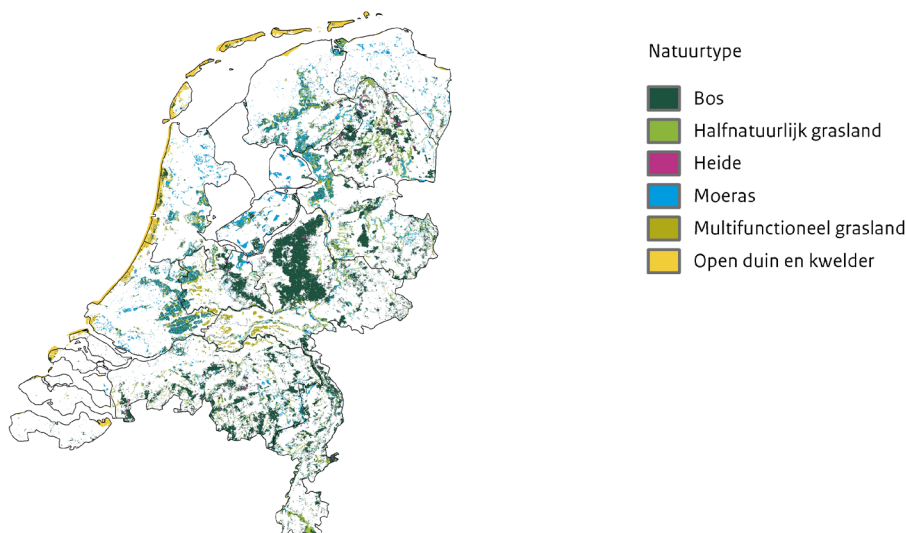 Natuurtype
Bos
Halfnatuurlijk grasland
Heide
Moeras
Multifunctioneel grasland
Open duin en kwelder